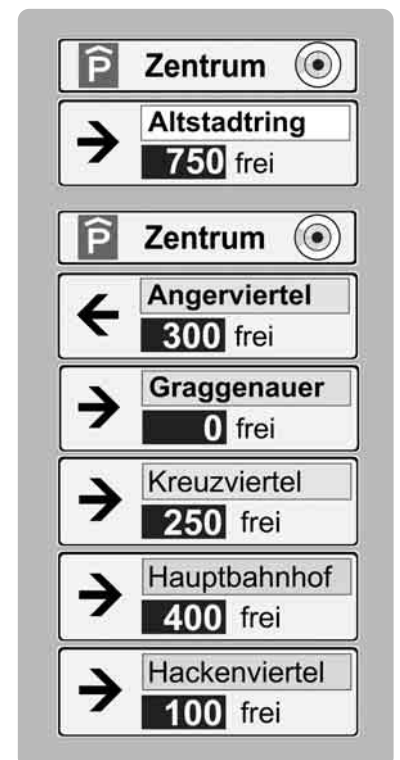 P Zentrum
Altstadtring
750 frei
P Zentrum
Angerviertel
300 frei
Graggenauer
0 frei
Kreuzviertel
250 frei
Hauptbahnhof
400 frei
Hackenviertel
100 frei